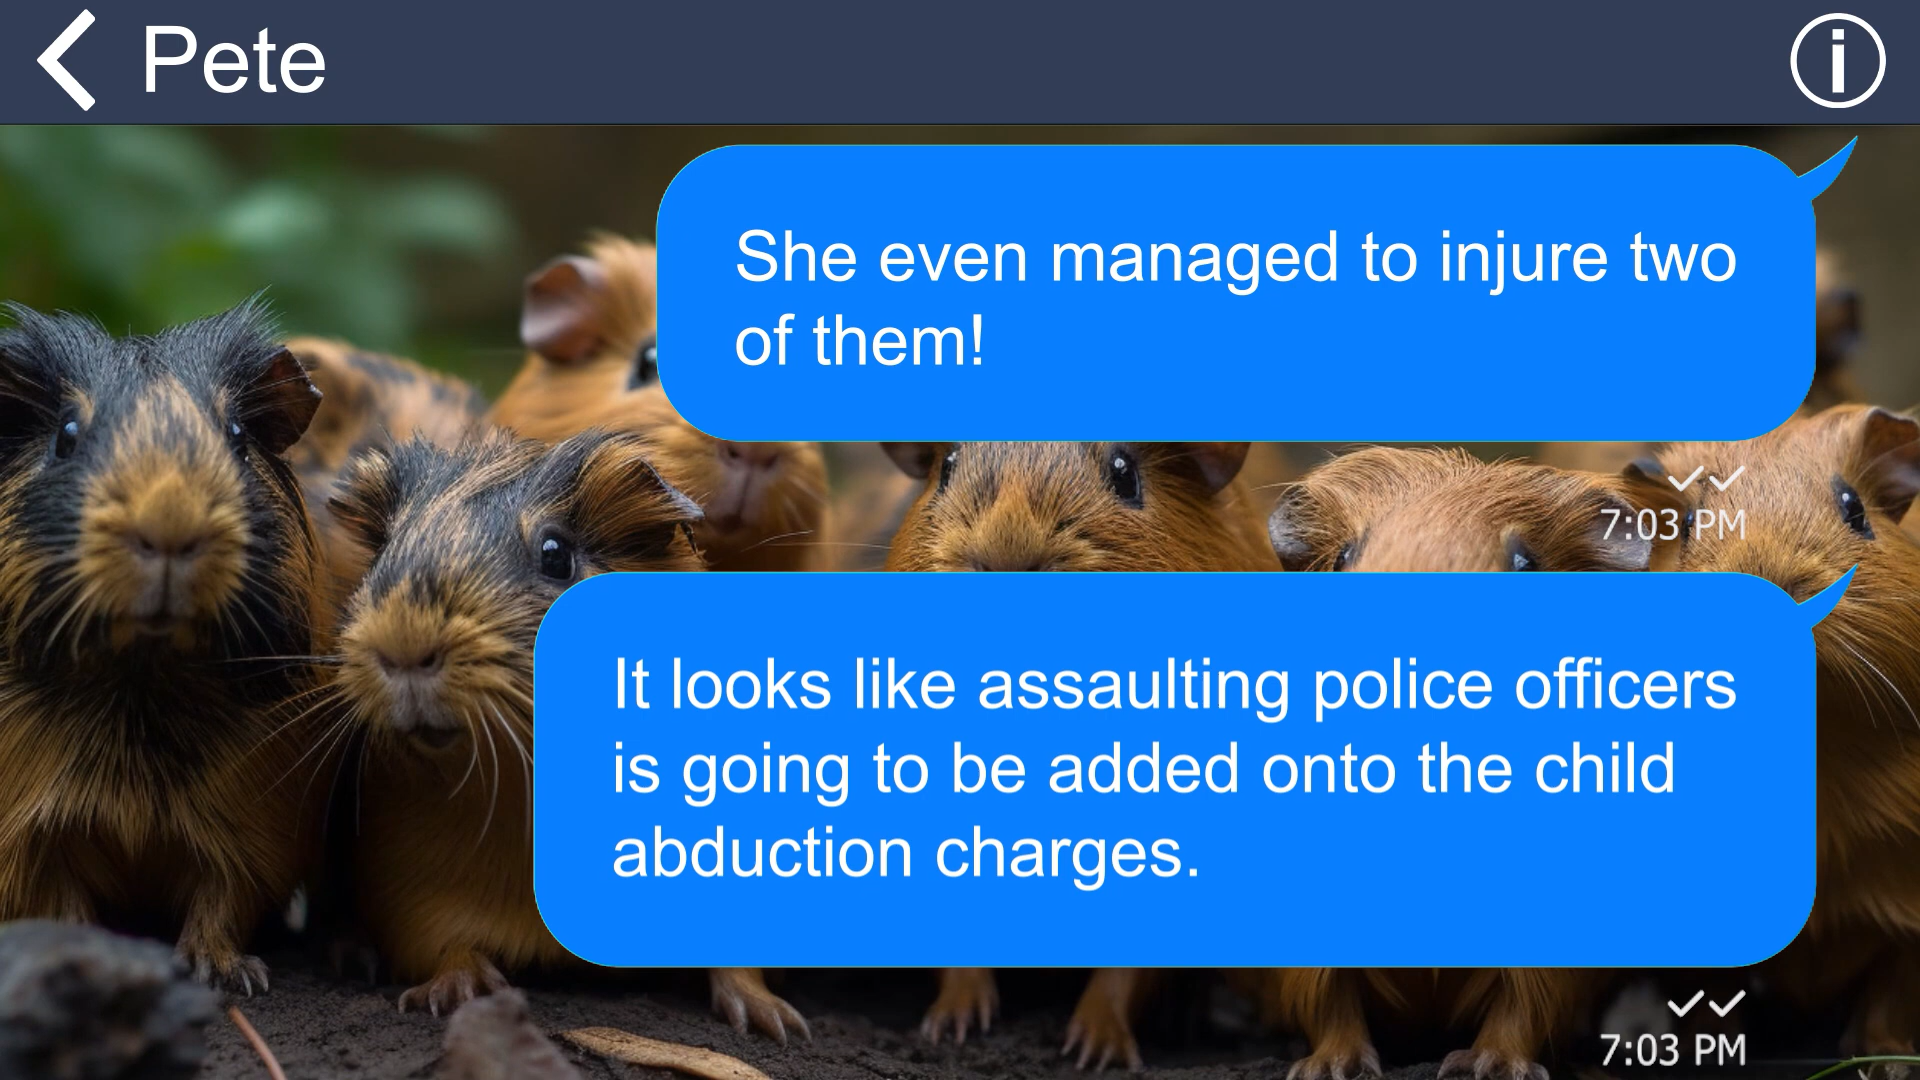 Pete
She even managed to injure two
of them!
7:03 PM
It looks like assaulting police officers
is going to be added onto the child
abduction charges.
7:03 PM